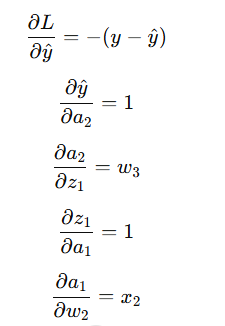 ∂L/∂ŷ = −(y − ŷ)
∂ŷ/∂a₂ = 1
∂a₂/∂z₁ = w₃
∂z₁/∂a₁ = 1
∂a₁/∂w₂ = x₂